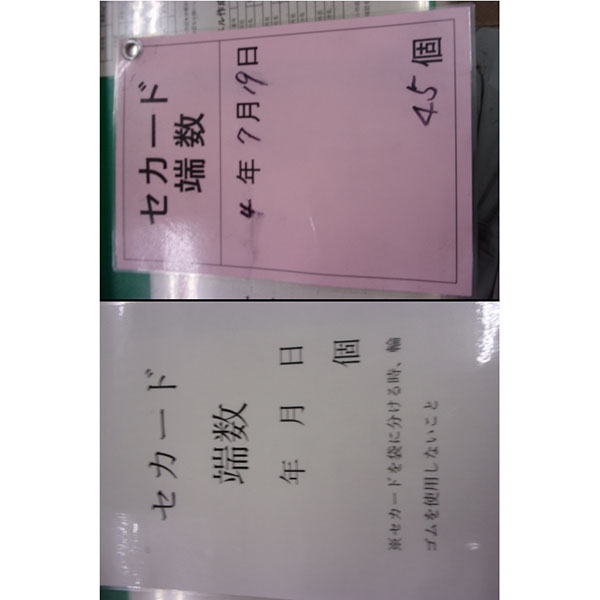 セカード
端数
4年7月19日
45個
セカード
端数
年 月 日
個
※セカードを袋に分ける時、輪
ゴムを使用しないこと